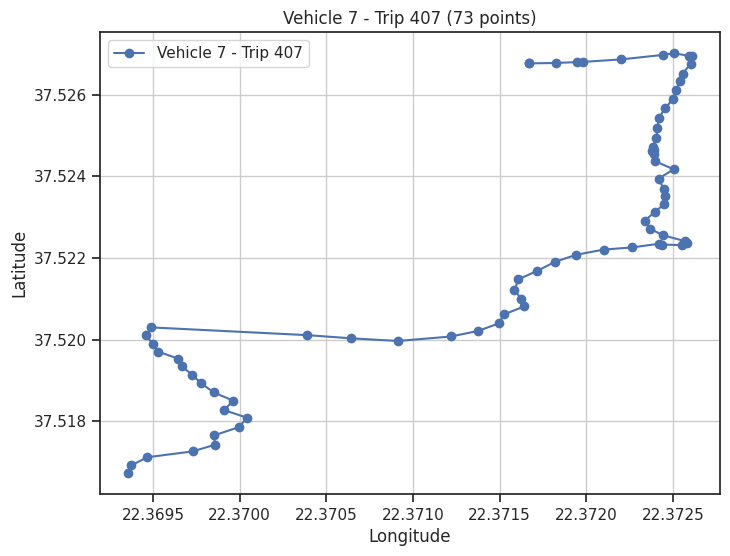 Vehicle 7 - Trip 407 (73 points)
Vehicle 7 - Trip 407
37.526
37.524
37.522
37.520
37.518
Latitude
22.3695 22.3700 22.3705 22.3710 22.3715 22.3720 22.3725
Longitude